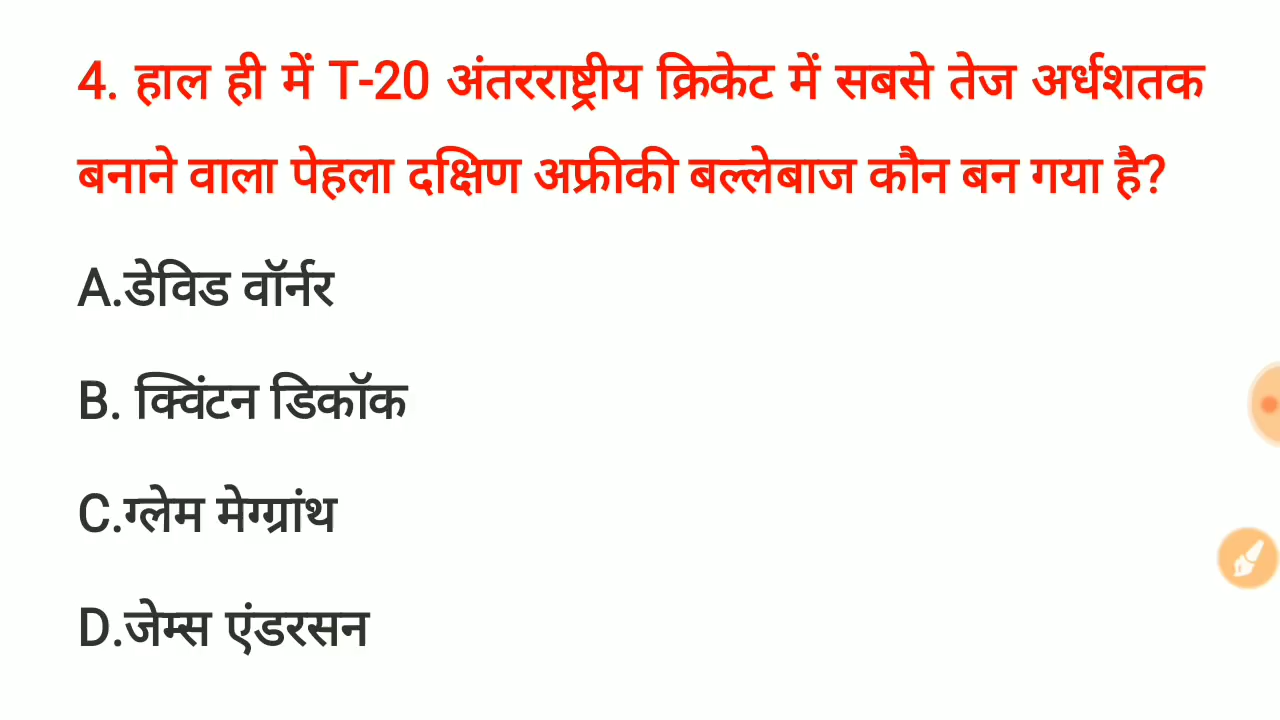 4. हाल ही में T-20 अंतरराष्ट्रीय क्रिकेट में सबसे तेज अर्धशतक
बनाने वाला पेहला दक्षिण अफ्रीकी बल्लेबाज कौन बन गया है?
A.डेविड वॉर्नर
B. क्विंटन डिकॉक
C.ग्लेम मेग्ग्रांथ
D.जेम्स एंडरसन